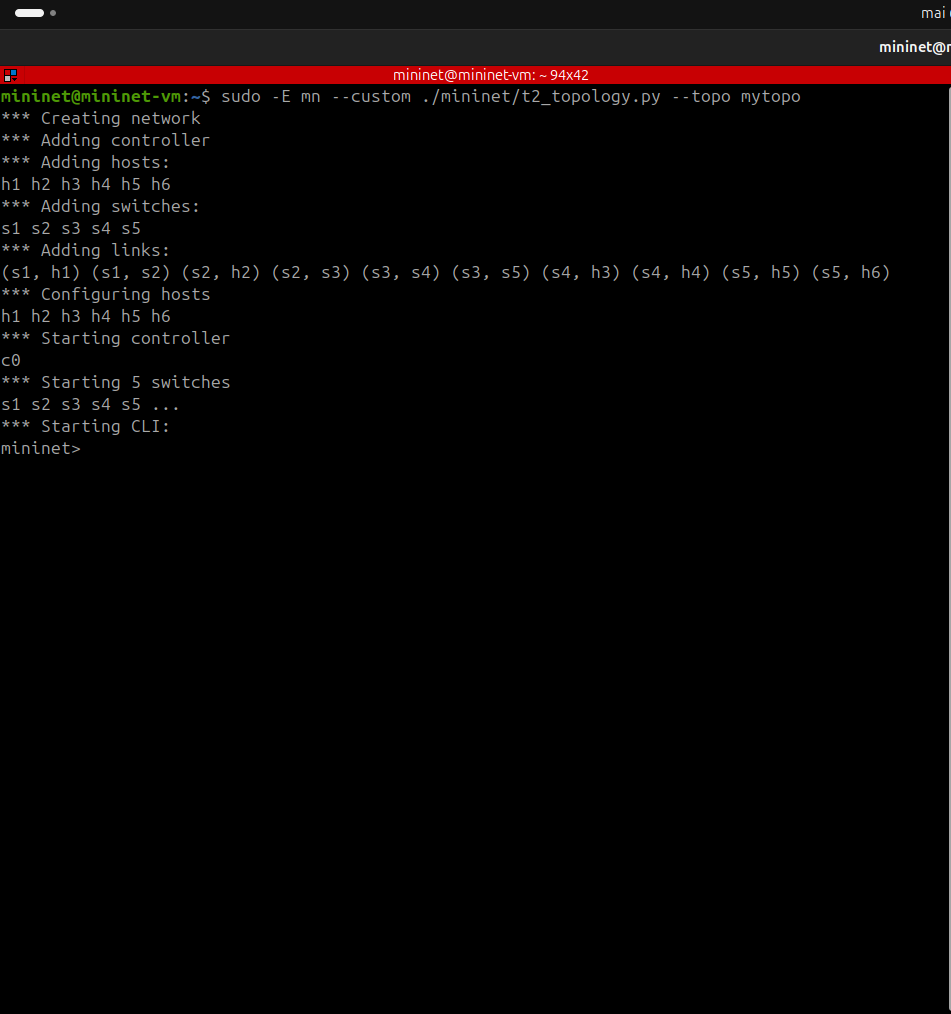 mai
mininet@
mininet@mininet-vm: ~ 94x42
mininet@mininet-vm:~$ sudo -E mn --custom ./mininet/t2_topology.py --topo mytopo
*** Creating network
*** Adding controller
*** Adding hosts:
h1 h2 h3 h4 h5 h6
*** Adding switches:
s1 s2 s3 s4 s5
*** Adding links:
(s1, h1) (s1, s2) (s2, h2) (s2, s3) (s3, s4) (s3, s5) (s4, h3) (s4, h4) (s5, h5) (s5, h6)
*** Configuring hosts
h1 h2 h3 h4 h5 h6
*** Starting controller
c0
*** Starting 5 switches
s1 s2 s3 s4 s5 ...
*** Starting CLI:
mininet>